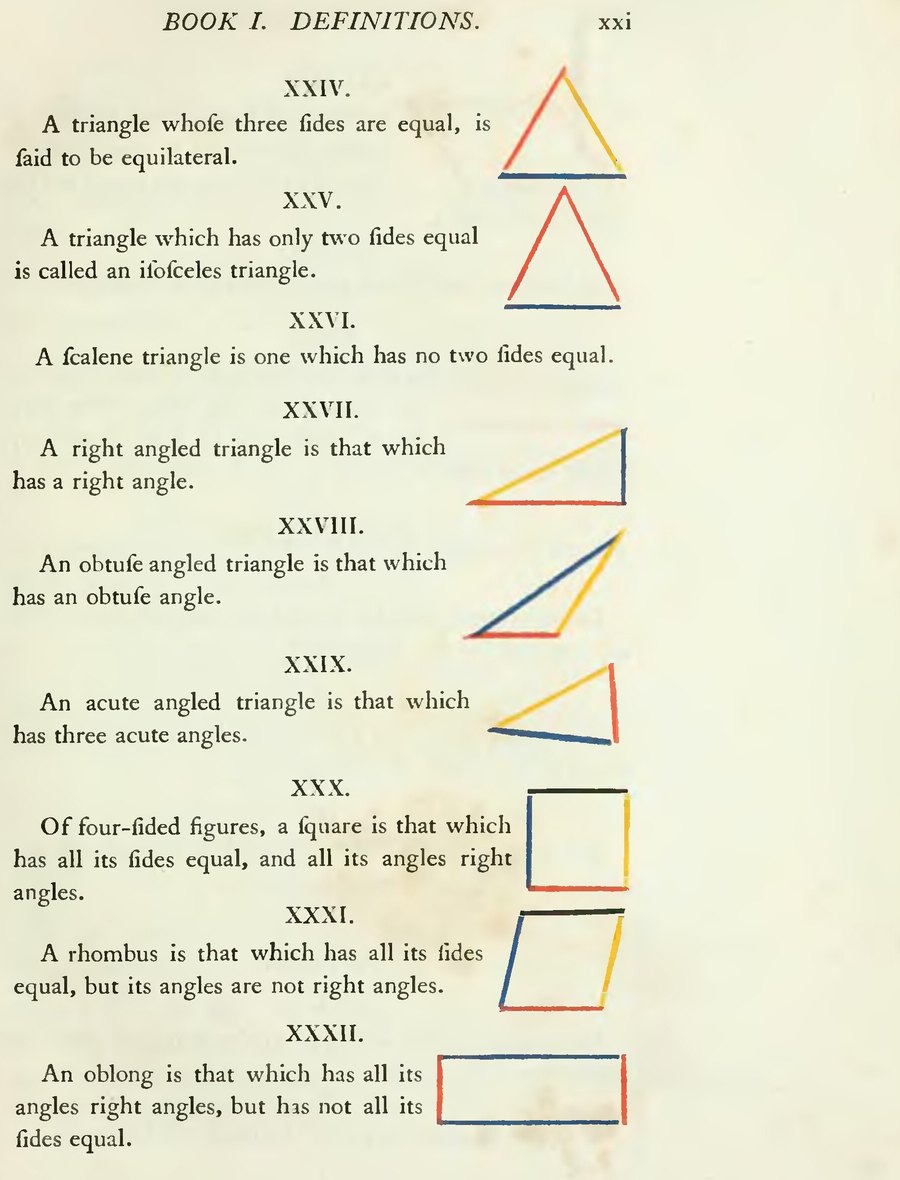 BOOK I. DEFINITIONS. xxi
XXIV.
A triangle whoſe three ſides are equal, is
ſaid to be equilateral.
XXV.
A triangle which has only two ſides equal
is called an iſoſceles triangle.
XXVI.
A ſcalene triangle is one which has no two ſides equal.
XXVII.
A right angled triangle is that which
has a right angle.
XXVIII.
An obtuſe angled triangle is that which
has an obtuſe angle.
XXIX.
An acute angled triangle is that which
has three acute angles.
XXX.
Of four-ſided figures, a ſquare is that which
has all its ſides equal, and all its angles right
angles.
XXXI.
A rhombus is that which has all its ſides
equal, but its angles are not right angles.
XXXII.
An oblong is that which has all its
angles right angles, but has not all its
ſides equal.